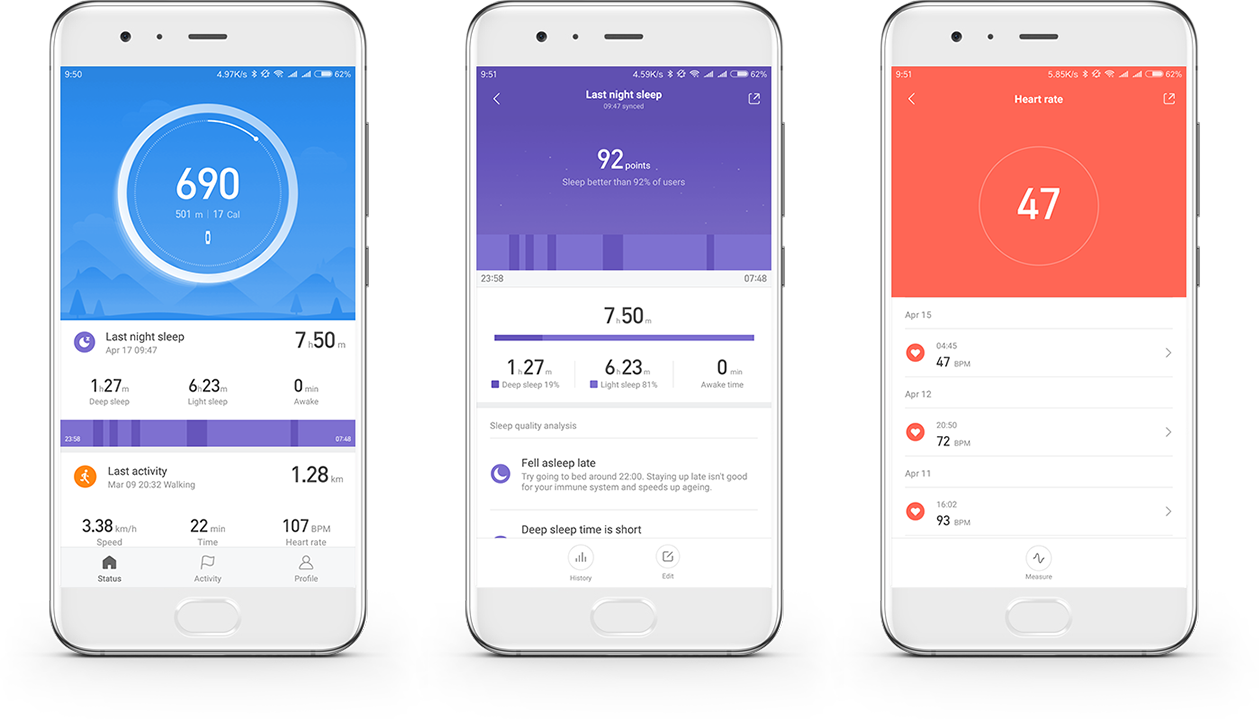 9:50 4.97K/s 62%
690
501 m | 17 Cal
Last night sleep
Apr 17 09:47
7 h 50 m
1 h 27 m 6 h 23 m 0 min
Deep sleep Light sleep Awake
23:58 07:48
Last activity
Mar 09 20:32 Walking
1.28 km
3.38 km/h 22 min 107 BPM
Speed Time Heart rate
Status Activity Profile
9:51 4.59K/s 62%
Last night sleep
09:47 synced
92 points
Sleep better than 92% of users
23:58 07:48
7 h 50 m
1 h 27 m 6 h 23 m 0 min
Deep sleep 19% Light sleep 81% Awake time
Sleep quality analysis
Fell asleep late
Try going to bed around 22:00. Staying up late isn't good
for your immune system and speeds up ageing.
Deep sleep time is short
History Edit
9:51 5.85K/s 62%
Heart rate
47
Apr 15
04:45
47 BPM
Apr 12
20:50
72 BPM
Apr 11
16:02
93 BPM
Measure